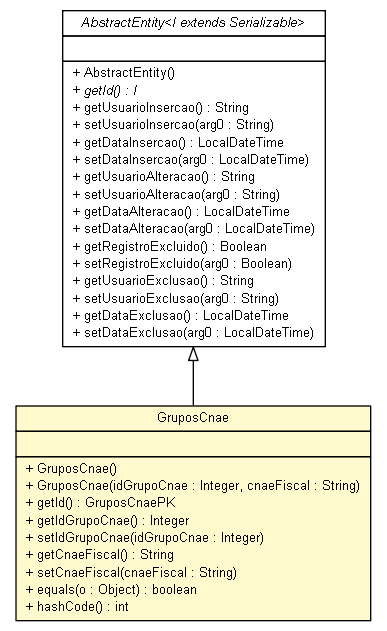 AbstractEntity<I extends Serializable>
+ AbstractEntity()
+ getId() : I
+ getUsuarioInsercao() : String
+ setUsuarioInsercao(arg0 : String)
+ getDataInsercao() : LocalDateTime
+ setDataInsercao(arg0 : LocalDateTime)
+ getUsuarioAlteracao() : String
+ setUsuarioAlteracao(arg0 : String)
+ getDataAlteracao() : LocalDateTime
+ setDataAlteracao(arg0 : LocalDateTime)
+ getRegistroExcluido() : Boolean
+ setRegistroExcluido(arg0 : Boolean)
+ getUsuarioExclusao() : String
+ setUsuarioExclusao(arg0 : String)
+ getDataExclusao() : LocalDateTime
+ setDataExclusao(arg0 : LocalDateTime)
GruposCnae
+ GruposCnae()
+ GruposCnae(idGrupoCnae : Integer, cnaeFiscal : String)
+ getId() : GruposCnaePK
+ getIdGrupoCnae() : Integer
+ setIdGrupoCnae(idGrupoCnae : Integer)
+ getCnaeFiscal() : String
+ setCnaeFiscal(cnaeFiscal : String)
+ equals(o : Object) : boolean
+ hashCode() : int